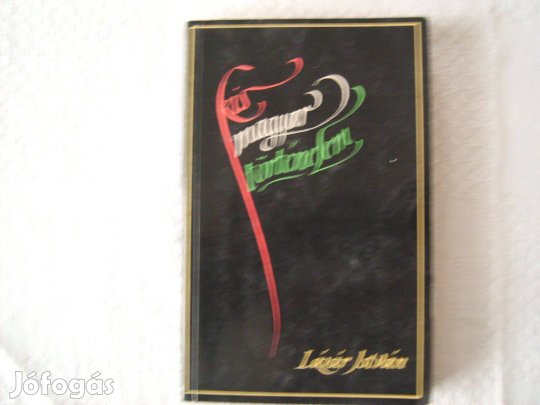 Kis
magyar
történelem
Lázár István
Jófogás